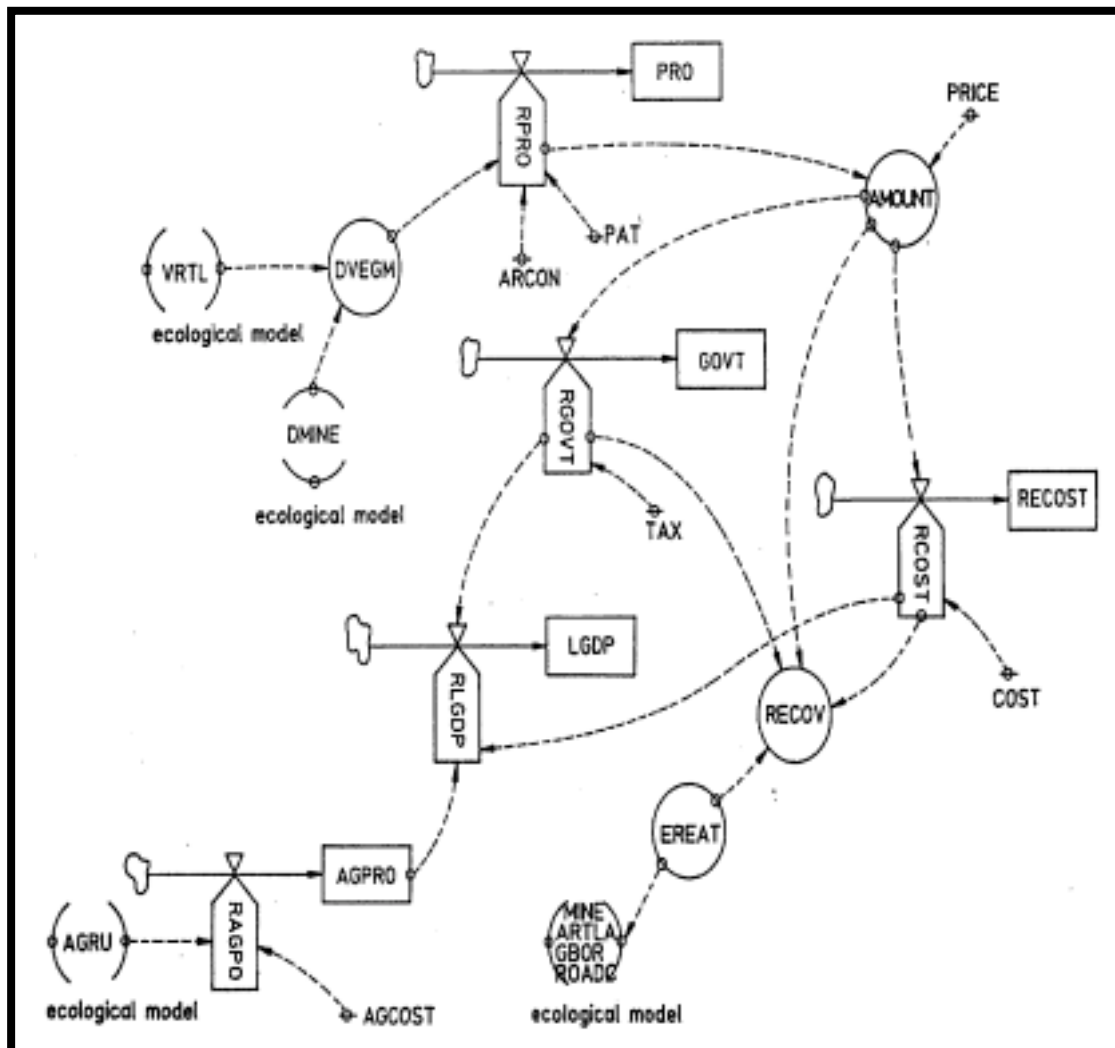 PRO
PRICE
RPRO
AMOUNT
PAT
VRTL
DVEGM
ARCON
ecological model
GOVT
RGOVT
DMINE
ecological model
TAX
RECOST
RCOST
LGDP
RLGDP
COST
RECOV
EREAT
AGPRO
RAGPO
AGRU
MINE
ARTLA
GBOR
ROADC
ecological model
AGCOST
ecological model